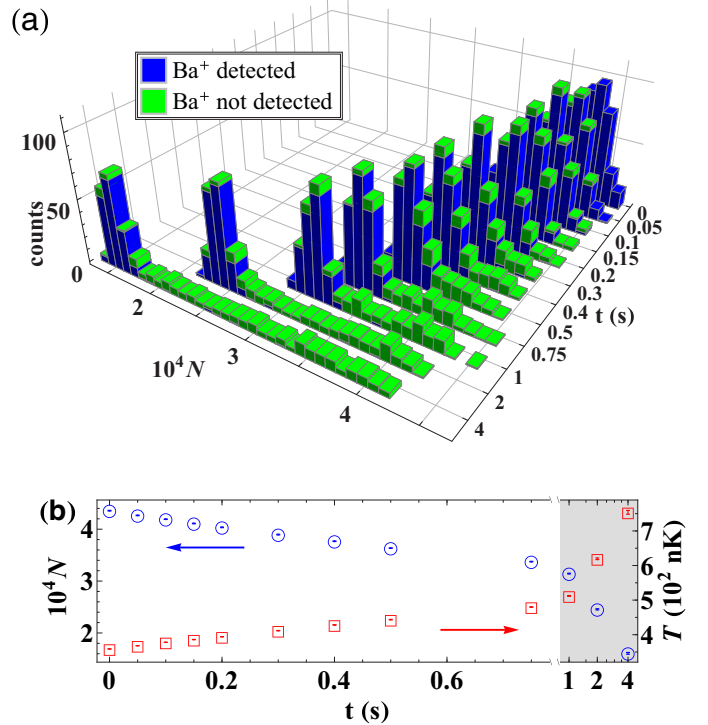 (a)
Ba⁺ detected
Ba⁺ not detected
100
50
0
counts
2
3
4
10⁴N
0
0.05
0.1
0.15
0.2
0.3
0.4
0.5
0.75
1
2
4
t (s)
(b)
4
3
2
10⁴N
7
6
5
4
T (10² nK)
0 0.2 0.4 0.6 1 2 4
t (s)